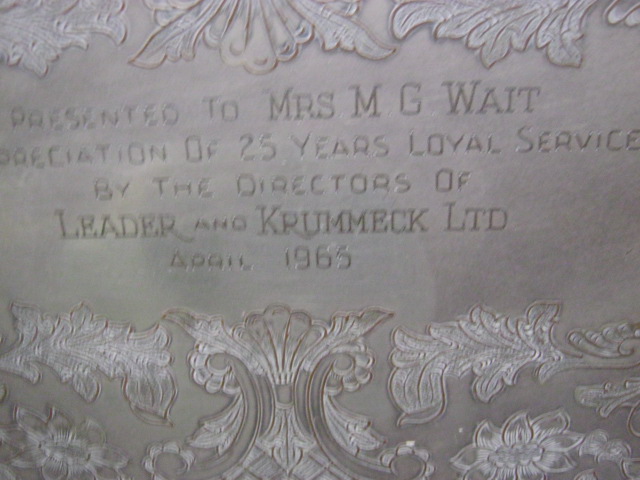 PRESENTED TO MRS M G WAIT
PRECIATION OF 25 YEARS LOYAL SERVICE
BY THE DIRECTORS OF
LEADER AND KRUMMECK LTD
APRIL 1965